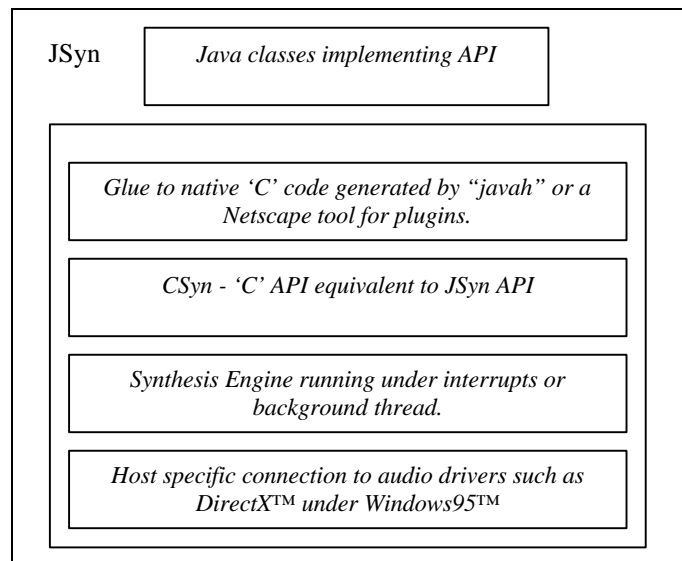 JSyn
Java classes implementing API
Glue to native ‘C’ code generated by “javah” or a
Netscape tool for plugins.
CSyn - ‘C’ API equivalent to JSyn API
Synthesis Engine running under interrupts or
background thread.
Host specific connection to audio drivers such as
DirectX™ under Windows95™